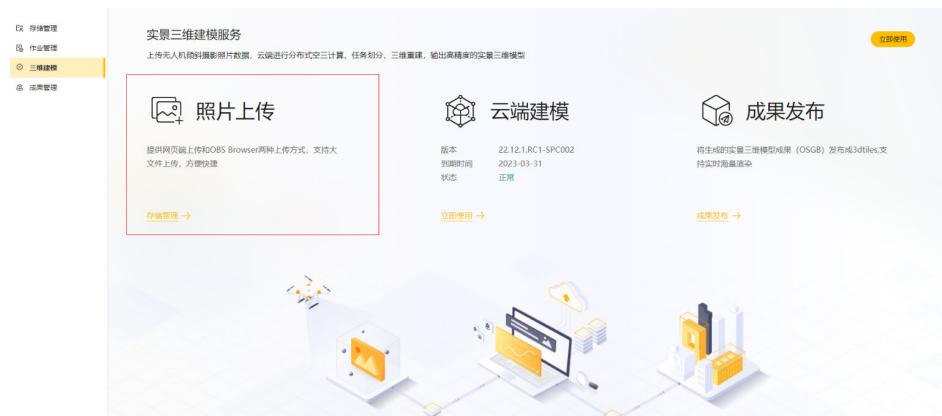 存储管理
作业管理
三维建模
成果管理
实景三维建模服务
立即使用
上传无人机倾斜摄影照片数据，云端进行分布式空三计算、任务划分、三维重建，输出高精度的实景三维模型
照片上传
提供网页端上传和OBS Browser两种上传方式，支持大
文件上传，方便快捷
存储管理 →
云端建模
版本 22.12.1.RC1-SPC002
到期时间 2023-03-31
状态 正常
立即使用 →
成果发布
将生成的实景三维模型成果（OSGB）发布成3dtiles,支
持实时海量渲染
成果发布 →